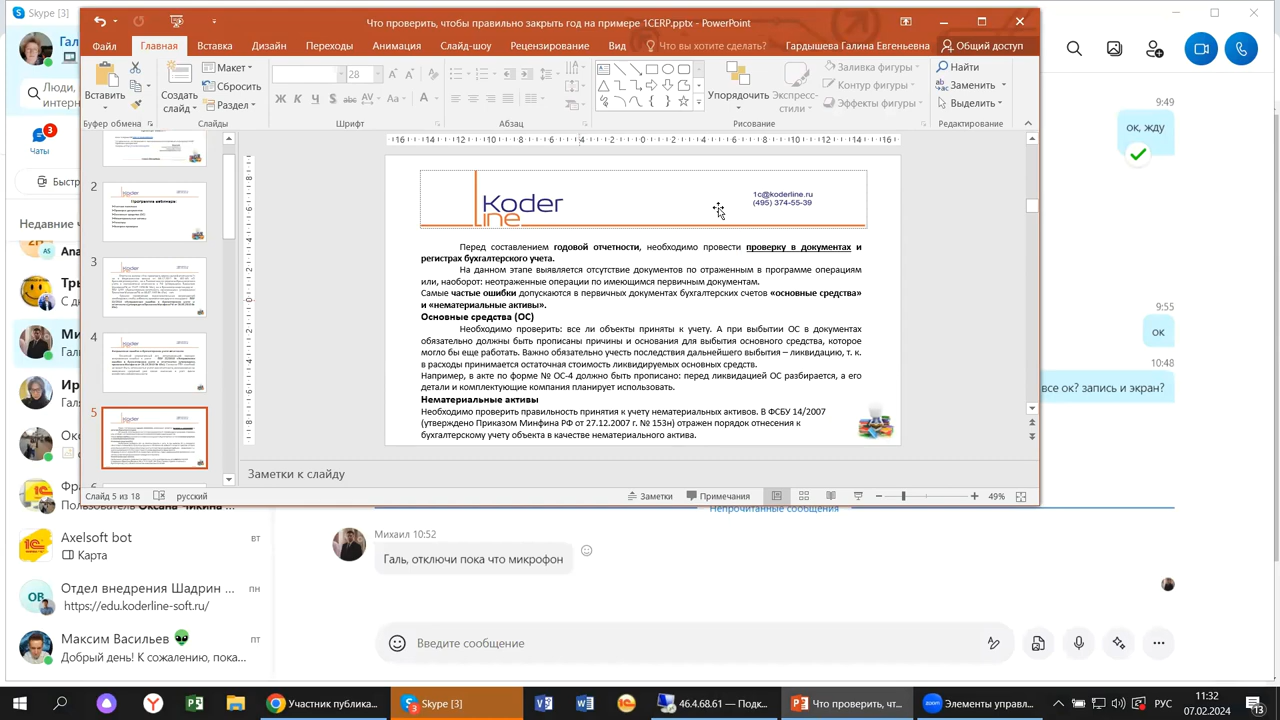 Skype [3]
Что проверить, чтобы правильно закрыть год на примере 1CERP.pptx - PowerPoint
Файл
Главная
Вставка
Дизайн
Переходы
Анимация
Слайд-шоу
Рецензирование
Вид
Что вы хотите сделать?
Гардышева Галина Евгеньевна
Общий доступ
Вставить
Создать слайд
Макет
Сбросить
Раздел
28
Упорядочить
Экспресс-стили
Заливка фигуры
Контур фигуры
Эффекты фигуры
Найти
Заменить
Выделить
Буфер обмена
Слайды
Шрифт
Абзац
Рисование
Редактирование
2
3
4
5
Koder
line
1c@koderline.ru
(495) 374-55-39
Перед составлением годовой отчетности, необходимо провести проверку в документах и
регистрах бухгалтерского учета.
На данном этапе выявляется отсутствие документов по отраженным в программе операциям
или, наоборот: неотраженные операции по имеющимся первичным документам.
Самые частые ошибки допускаются в первичных документах бухгалтерских счетов «основные средства»
и «нематериальные активы».
Основные средства (ОС)
Необходимо проверить: все ли объекты приняты к учету. А при выбытии ОС в документах
обязательно должны быть прописаны причины и основания для выбытия основного средства, которое
могло бы еще работать. Важно обязательно учесть последствия дальнейшего выбытия – ликвидацию, т. к.
в расходы принимается остаточная стоимость ликвидируемых основных средств.
Например, в акте по форме № ОС-4 должно быть прописано: перед ликвидацией ОС разбирается, а его
детали и комплектующие компания планирует использовать.
Нематериальные активы
Необходимо проверить правильность принятия к учету нематериальных активов. В ФСБУ 14/2007
(утверждено Приказом Минфина РФ от 27.12.2007 г. № 153н) отражен порядок отнесения к
бухгалтерскому учету объекта в качестве нематериального актива.
Заметки к слайду
Слайд 5 из 18
русский
Заметки
Примечания
49%
Люди,
интерн
3
Чаты
Быстр
Недавние
9:49
ок, жду
9:55
ок
10:48
все ок? запись и экран?
Непрочитанные сообщения
Михаил 10:52
Галь, отключи пока что микрофон
Введите сообщение
Пользователь Оксана Чикина ...
Axelsoft bot
вт
Карта
Отдел внедрения Шадрин ...
пн
https://edu.koderline-soft.ru/
Максим Васильев
пт
Добрый день! К сожалению, пока...
Участник публика...
Skype [3]
46.4.68.61 — Подк...
Что проверить, чт...
Элементы управл...
РУС
11:32
07.02.2024
13